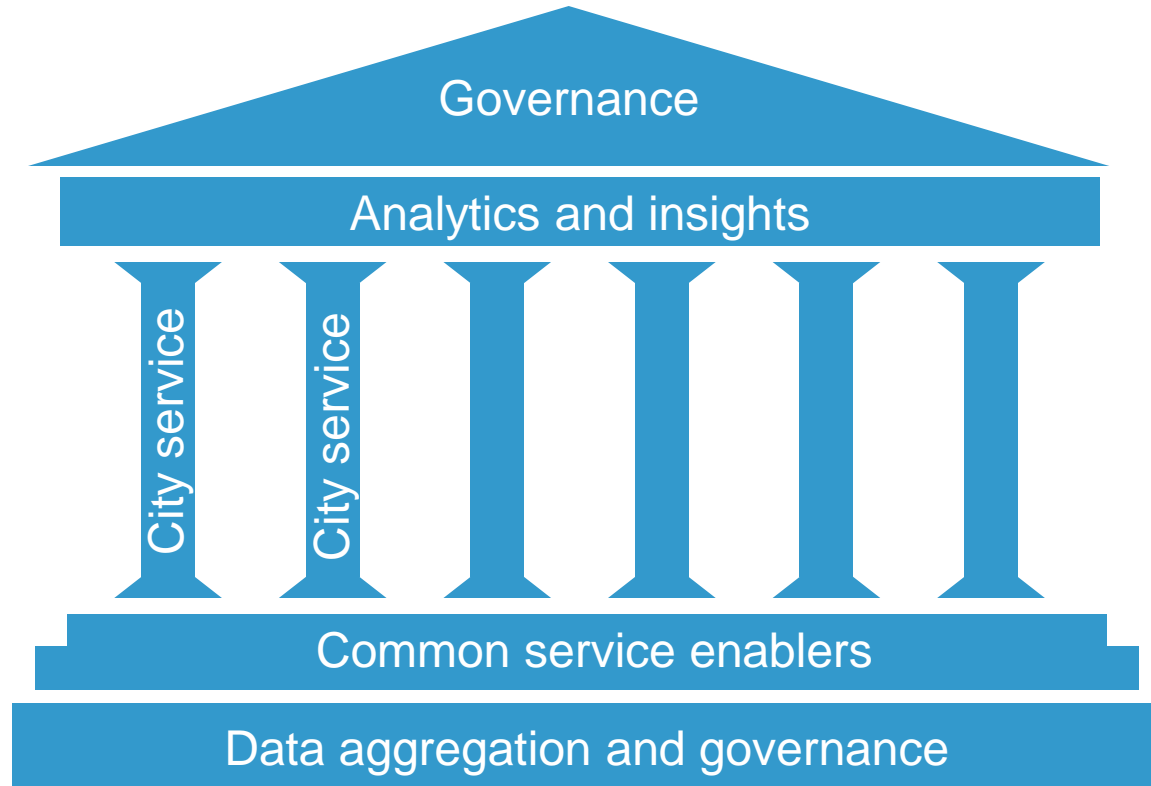 Governance
Analytics and insights
City service
City service
Common service enablers
Data aggregation and governance